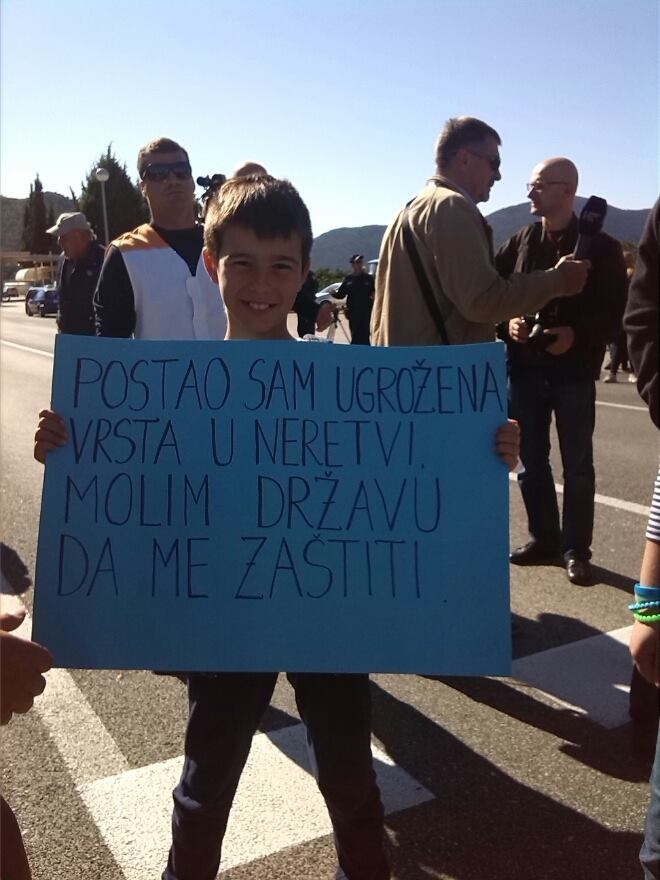 POSTAO SAM UGROŽENA
VRSTA U NERETVI.
MOLIM DRŽAVU
DA ME ZAŠTITI